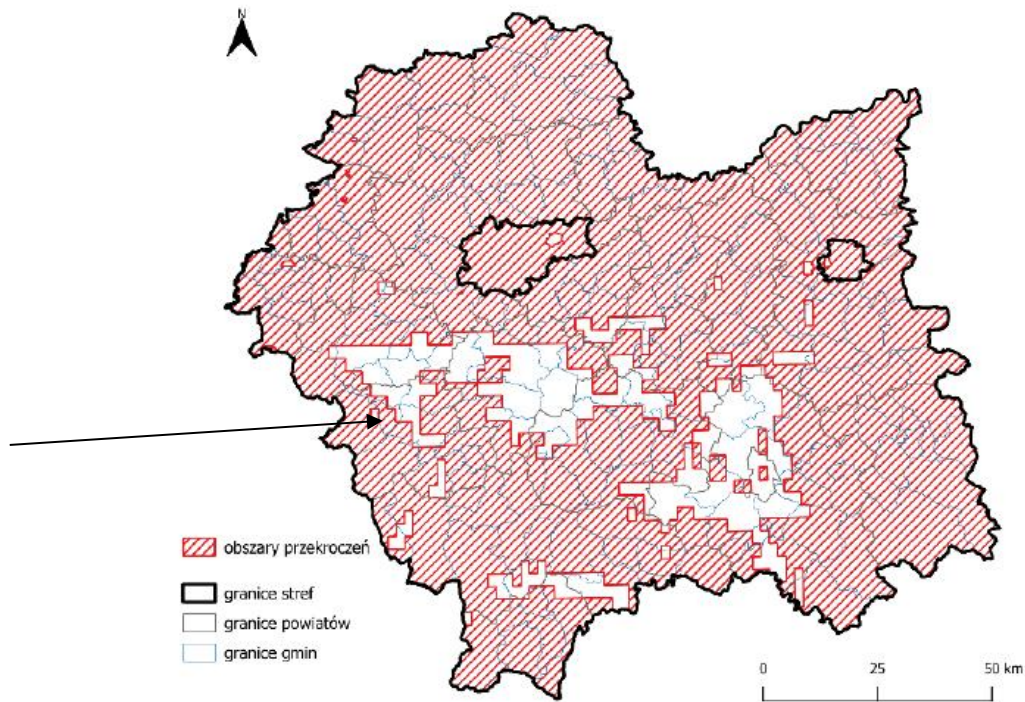 N
obszary przekroczeń
granice stref
granice powiatów
granice gmin
0 25 50 km